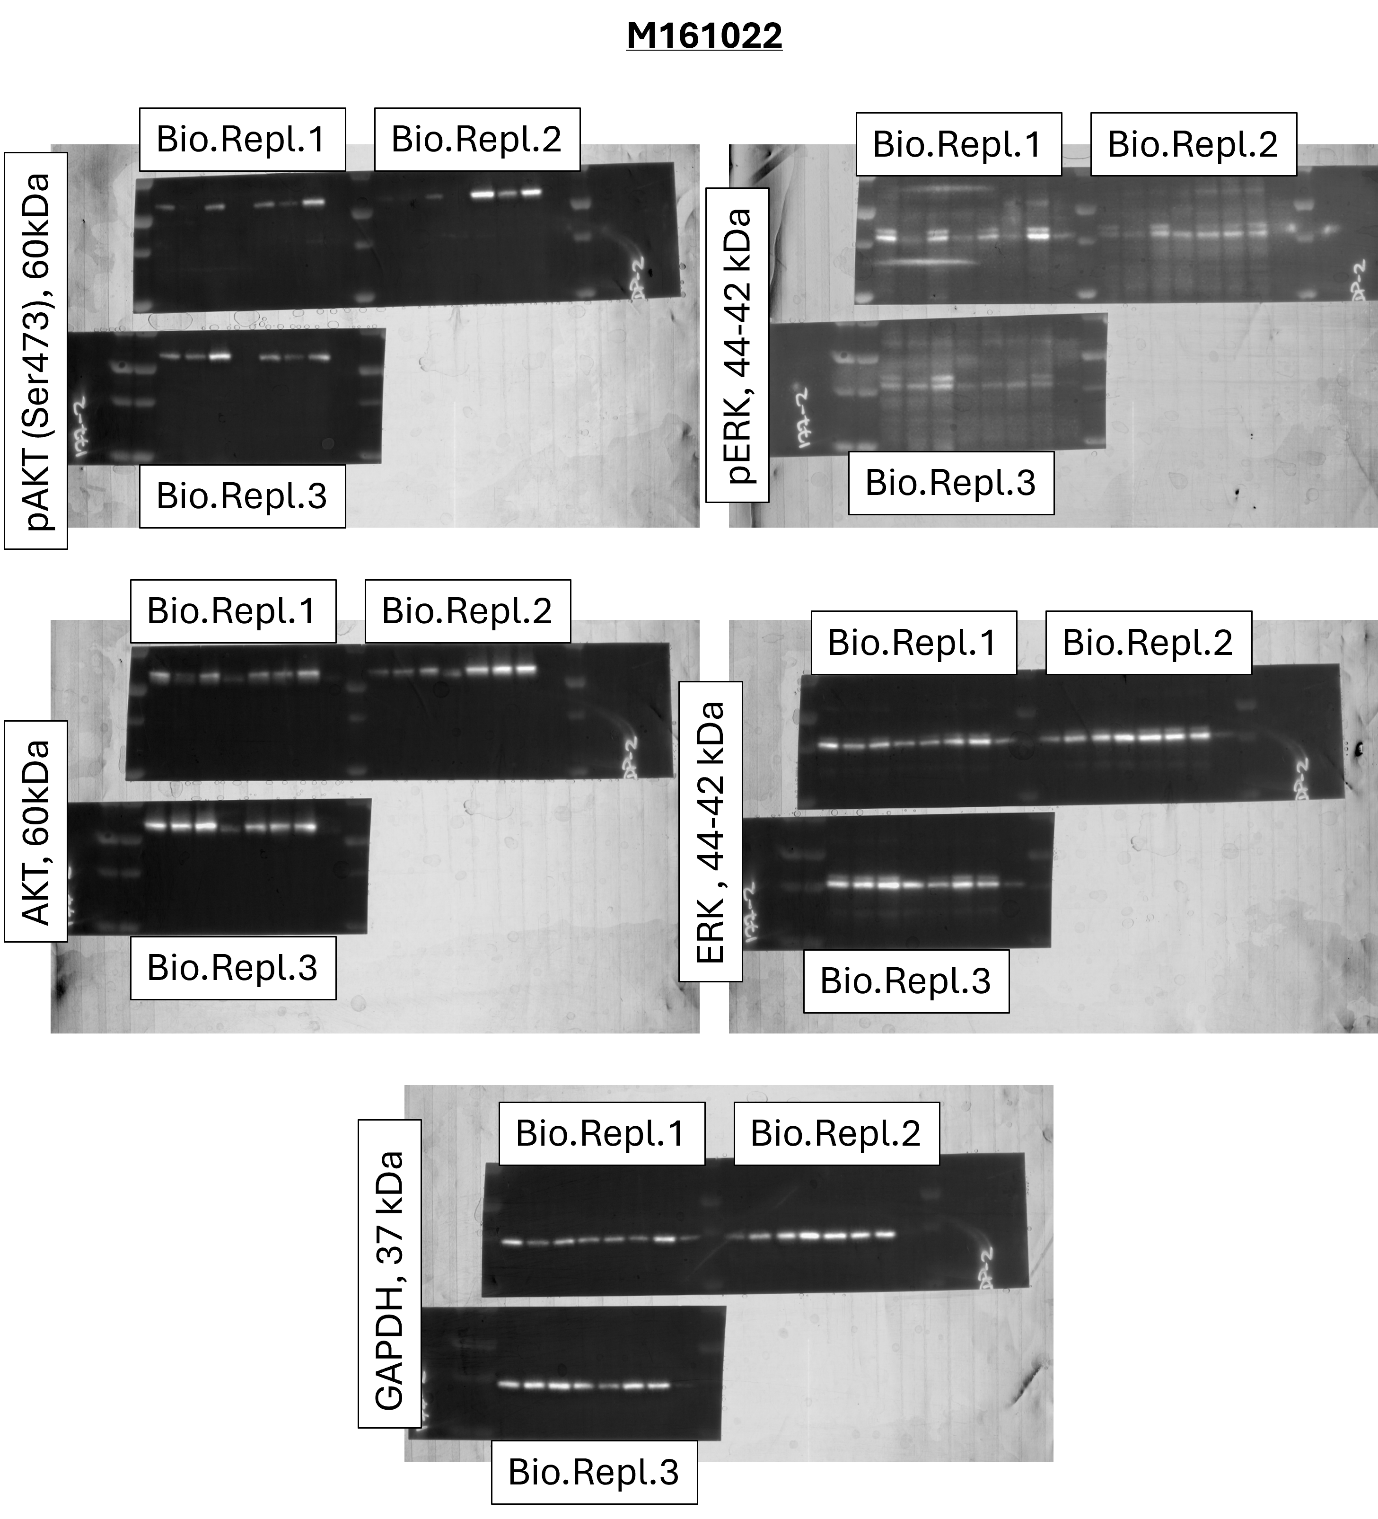 M161022
Bio.Repl.1
Bio.Repl.2
pAKT (Ser473), 60kDa
Bio.Repl.3
Bio.Repl.1
Bio.Repl.2
pERK, 44-42 kDa
Bio.Repl.3
Bio.Repl.1
Bio.Repl.2
AKT, 60kDa
Bio.Repl.3
Bio.Repl.1
Bio.Repl.2
ERK , 44-42 kDa
Bio.Repl.3
Bio.Repl.1
Bio.Repl.2
GAPDH, 37 kDa
Bio.Repl.3